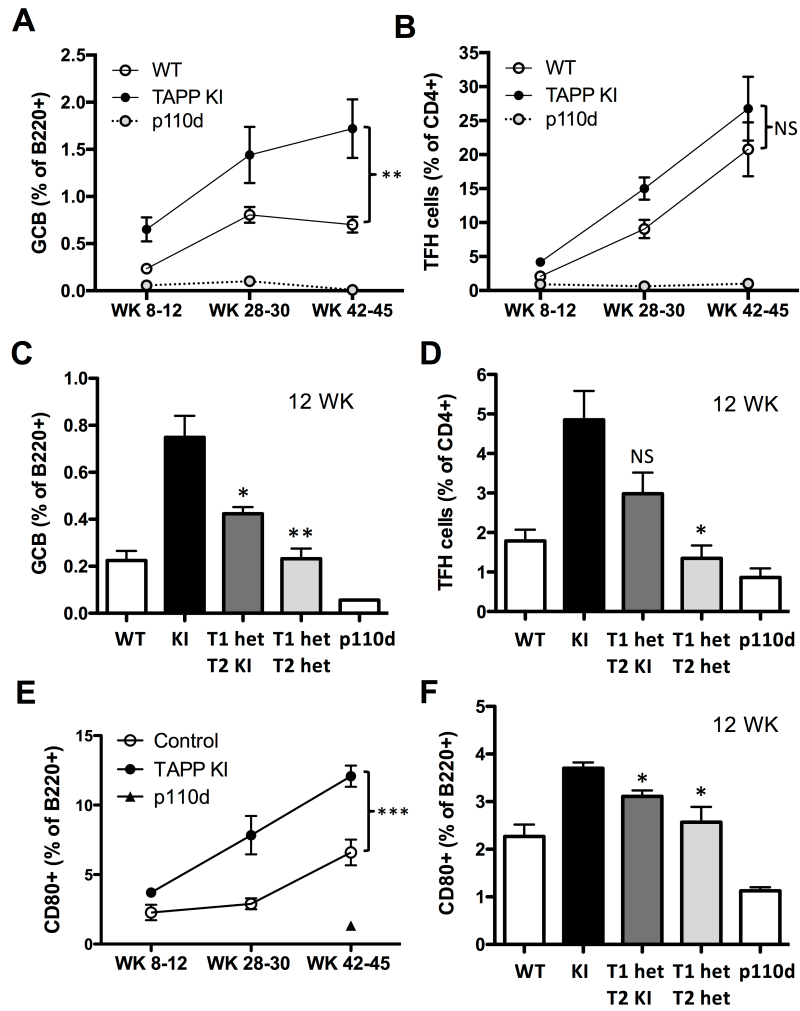 A
GCB (% of B220+)
2.5
2.0
1.5
1.0
0.5
0.0
WT
TAPP KI
p110d
**
WK 8-12 WK 28-30 WK 42-45
B
TFH cells (% of CD4+)
35
30
25
20
15
10
5
0
WT
TAPP KI
p110d
NS
WK 8-12 WK 28-30 WK 42-45
C
GCB (% of B220+)
1.0
0.8
0.6
0.4
0.2
0.0
12 WK
*
**
WT KI T1 het T1 het p110d
T2 KI T2 het
D
TFH cells (% of CD4+)
6
5
4
3
2
1
0
12 WK
NS
*
WT KI T1 het T1 het p110d
T2 KI T2 het
E
CD80+ (% of B220+)
15
10
5
0
Control
TAPP KI
p110d
***
WK 8-12 WK 28-30 WK 42-45
F
CD80+ (% of B220+)
5
4
3
2
1
0
12 WK
*
*
WT KI T1 het T1 het p110d
T2 KI T2 het